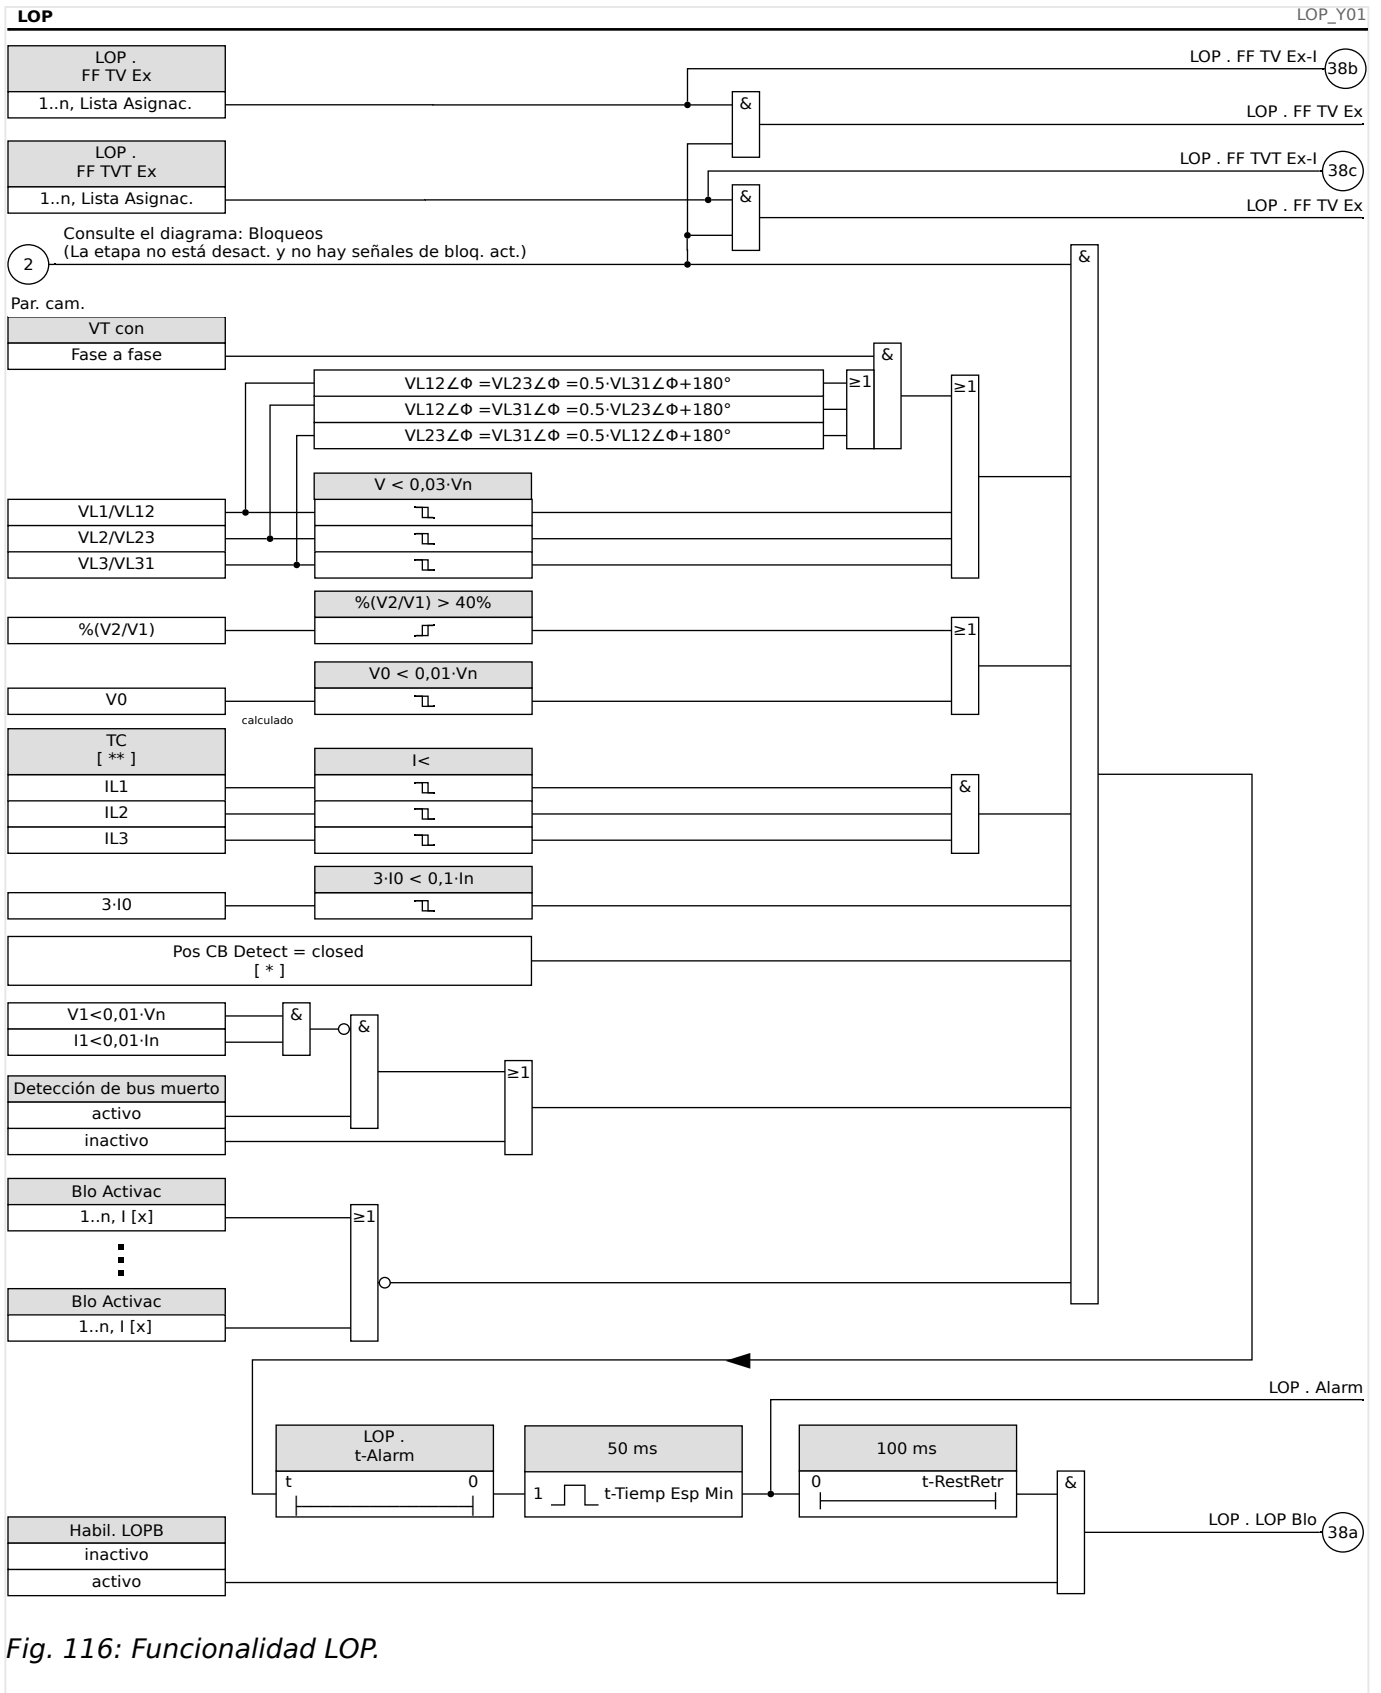 LOP
LOP_Y01
LOP .
FF TV Ex
1..n, Lista Asignac.
LOP . FF TV Ex-I
38b
&
LOP . FF TV Ex
LOP .
FF TVT Ex
1..n, Lista Asignac.
LOP . FF TVT Ex-I
38c
&
LOP . FF TV Ex
Consulte el diagrama: Bloqueos
(La etapa no está desact. y no hay señales de bloq. act.)
2
&
Par. cam.
VT con
Fase a fase
&
VL12∠Φ =VL23∠Φ =0.5·VL31∠Φ+180°
≥1
≥1
VL12∠Φ =VL31∠Φ =0.5·VL23∠Φ+180°
VL23∠Φ =VL31∠Φ =0.5·VL12∠Φ+180°
V < 0,03·Vn
VL1/VL12
VL2/VL23
VL3/VL31
%(V2/V1) > 40%
%(V2/V1)
≥1
V0 < 0,01·Vn
V0
calculado
TC
[ ** ]
I<
IL1
&
IL2
IL3
3·I0 < 0,1·In
3·I0
Pos CB Detect = closed
[ * ]
V1<0,01·Vn
&
&
I1<0,01·In
≥1
Detección de bus muerto
activo
inactivo
Blo Activac
1..n, I [x]
≥1
Blo Activac
1..n, I [x]
LOP . Alarm
LOP .
t-Alarm
50 ms
100 ms
t 0
0 t-RestRetr
&
1 t-Tiemp Esp Min
Habil. LOPB
LOP . LOP Blo
38a
inactivo
activo
Fig. 116: Funcionalidad LOP.